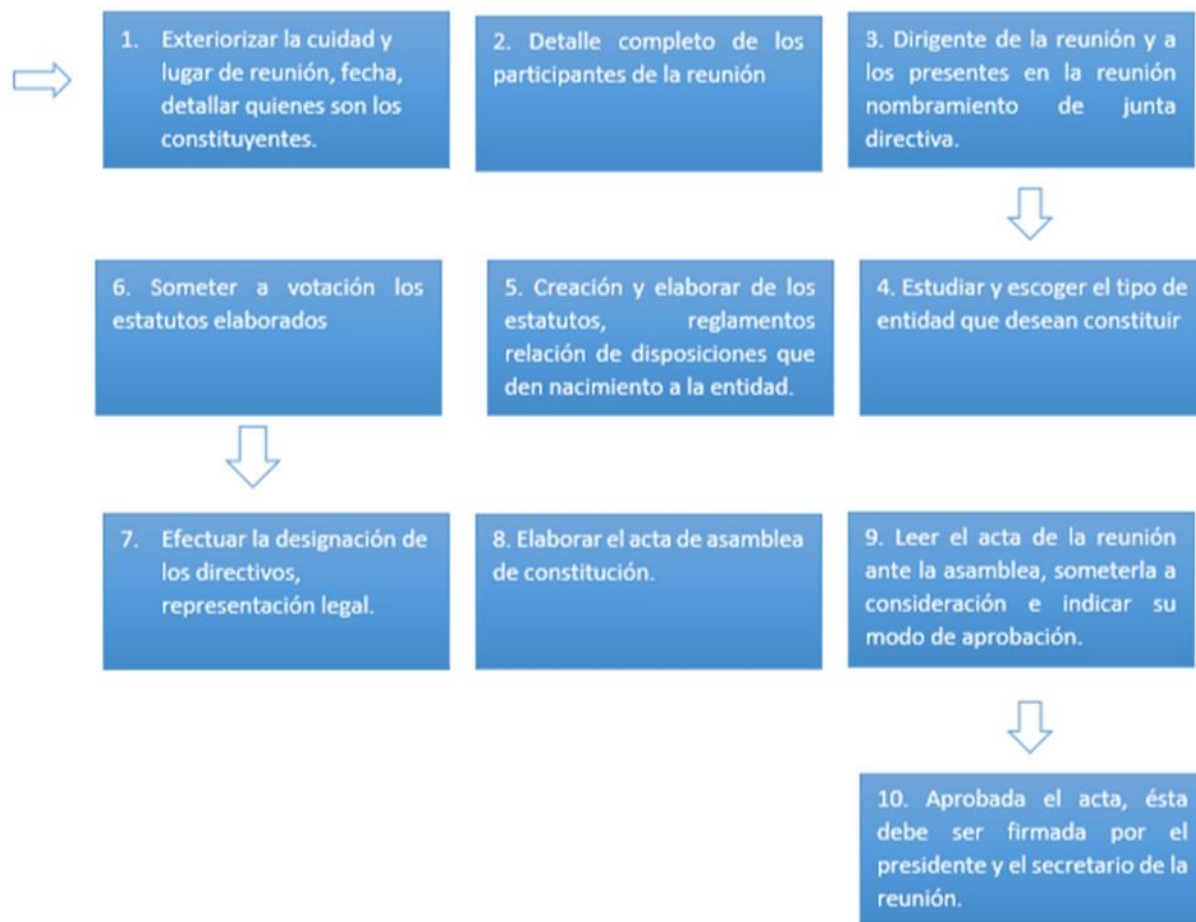 1. Exteriorizar la cuidad y
lugar de reunión, fecha,
detallar quienes son los
constituyentes.
2. Detalle completo de los
participantes de la reunión
3. Dirigente de la reunión y a
los presentes en la reunión
nombramiento de junta
directiva.
4. Estudiar y escoger el tipo de
entidad que desean constituir
5. Creación y elaborar de los
estatutos, reglamentos
relación de disposiciones que
den nacimiento a la entidad.
6. Someter a votación los
estatutos elaborados
7. Efectuar la designación de
los directivos,
representación legal.
8. Elaborar el acta de asamblea
de constitución.
9. Leer el acta de la reunión
ante la asamblea, someterla a
consideración e indicar su
modo de aprobación.
10. Aprobada el acta, ésta
debe ser firmada por el
presidente y el secretario de la
reunión.